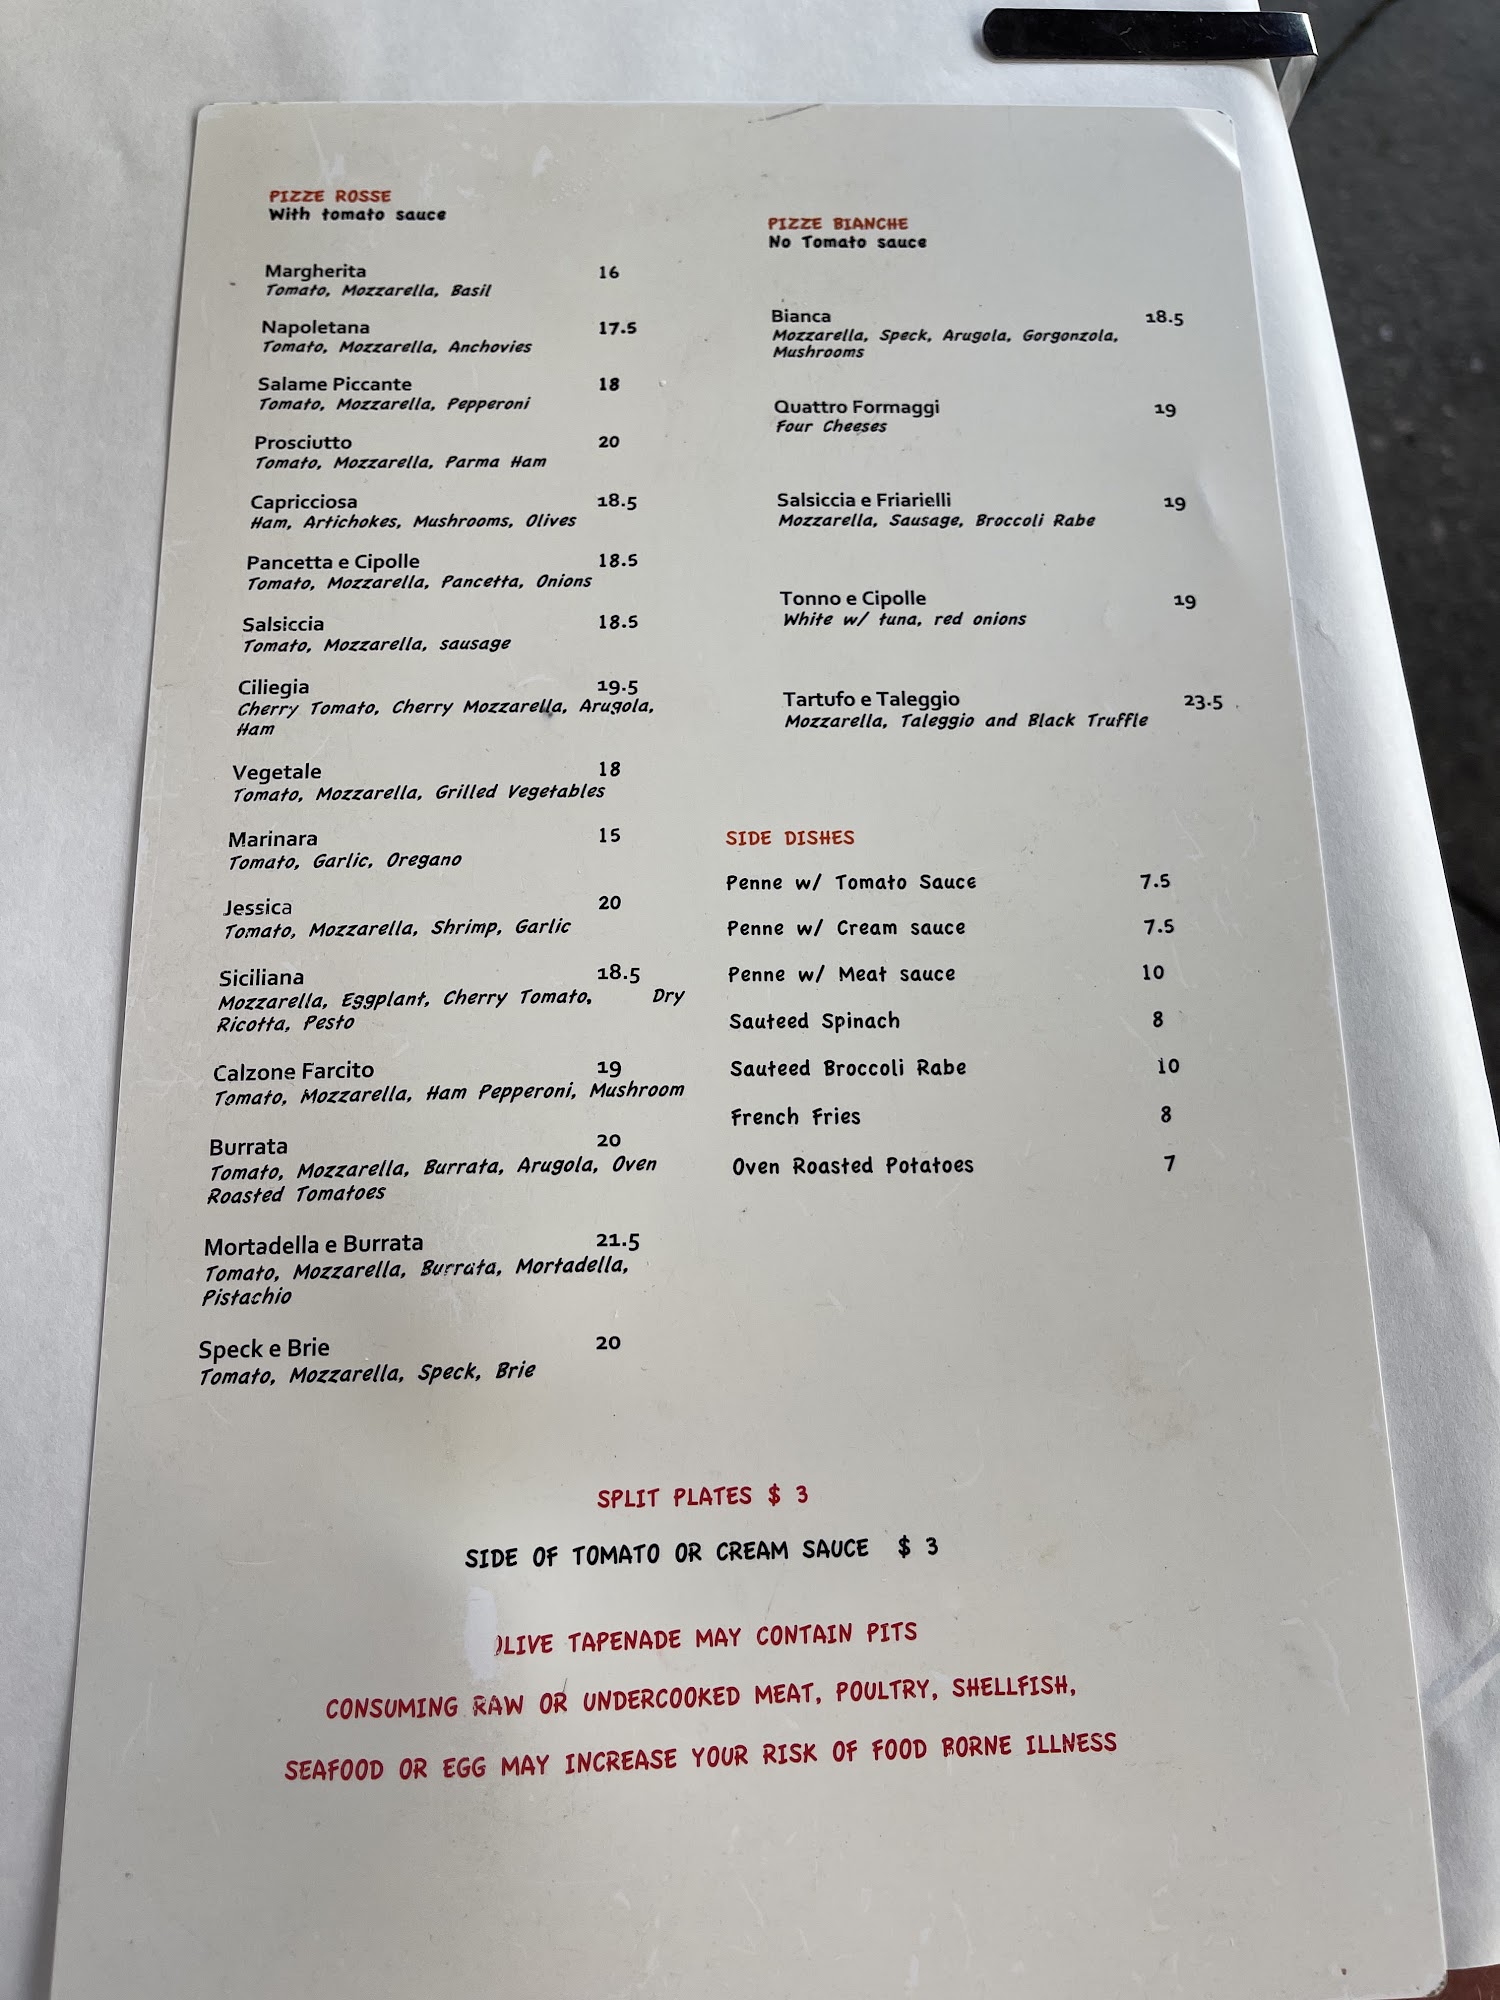 PIZZE ROSSE
With tomato sauce
Margherita 16
Tomato, Mozzarella, Basil
Napoletana 17.5
Tomato, Mozzarella, Anchovies
Salame Piccante 18
Tomato, Mozzarella, Pepperoni
Prosciutto 20
Tomato, Mozzarella, Parma Ham
Capricciosa 18.5
Ham, Artichokes, Mushrooms, Olives
Pancetta e Cipolle 18.5
Tomato, Mozzarella, Pancetta, Onions
Salsiccia 18.5
Tomato, Mozzarella, sausage
Ciliegia 19.5
Cherry Tomato, Cherry Mozzarella, Arugola,
Ham
Vegetale 18
Tomato, Mozzarella, Grilled Vegetables
Marinara 15
Tomato, Garlic, Oregano
Jessica 20
Tomato, Mozzarella, Shrimp, Garlic
Siciliana 18.5
Mozzarella, Eggplant, Cherry Tomato, Dry
Ricotta, Pesto
Calzone Farcito 19
Tomato, Mozzarella, Ham Pepperoni, Mushroom
Burrata 20
Tomato, Mozzarella, Burrata, Arugola, Oven
Roasted Tomatoes
Mortadella e Burrata 21.5
Tomato, Mozzarella, Burrata, Mortadella,
Pistachio
Speck e Brie 20
Tomato, Mozzarella, Speck, Brie
PIZZE BIANCHE
No Tomato sauce
Bianca 18.5
Mozzarella, Speck, Arugola, Gorgonzola,
Mushrooms
Quattro Formaggi 19
Four Cheeses
Salsiccia e Friarielli 19
Mozzarella, Sausage, Broccoli Rabe
Tonno e Cipolle 19
White w/ tuna, red onions
Tartufo e Taleggio 23.5
Mozzarella, Taleggio and Black Truffle
SIDE DISHES
Penne w/ Tomato Sauce 7.5
Penne w/ Cream sauce 7.5
Penne w/ Meat sauce 10
Sauteed Spinach 8
Sauteed Broccoli Rabe 10
French Fries 8
Oven Roasted Potatoes 7
SPLIT PLATES $ 3
SIDE OF TOMATO OR CREAM SAUCE $ 3
OLIVE TAPENADE MAY CONTAIN PITS
CONSUMING RAW OR UNDERCOOKED MEAT, POULTRY, SHELLFISH,
SEAFOOD OR EGG MAY INCREASE YOUR RISK OF FOOD BORNE ILLNESS